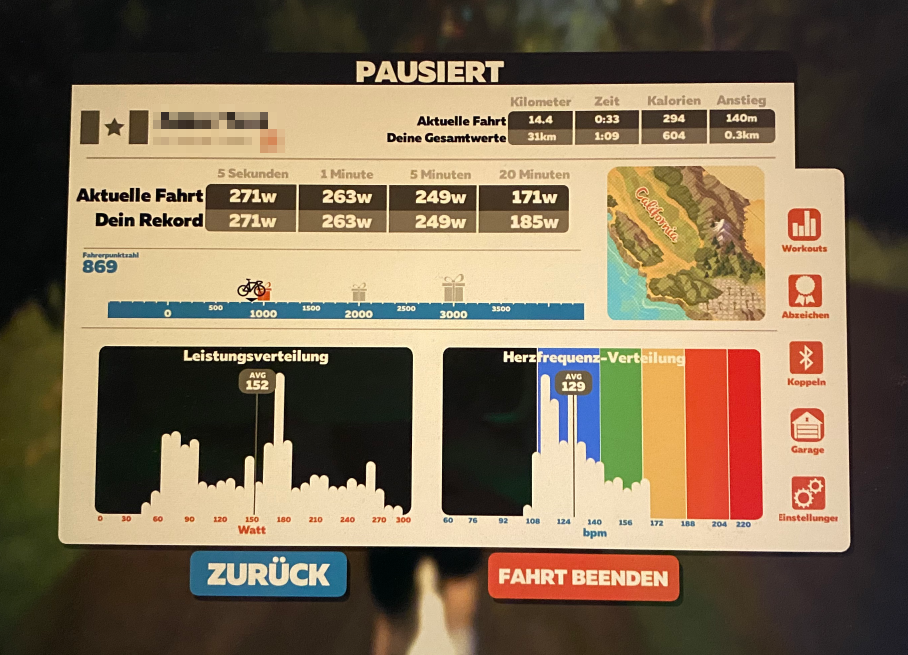 PAUSIERT
Kilometer Zeit Kalorien Anstieg
Aktuelle Fahrt 14.4 0:33 294 140m
Deine Gesamtwerte 31km 1:09 604 0.3km
5 Sekunden 1 Minute 5 Minuten 20 Minuten
Aktuelle Fahrt 271w 263w 249w 171w
Dein Rekord 271w 263w 249w 185w
California
Fahrerpunktzahl
869
0 500 1000 1500 2000 2500 3000 3500
Workouts
Abzeichen
Koppeln
Garage
Einstellungen
Leistungsverteilung
AVG
152
0 30 60 90 120 150 180 210 240 270 300
Watt
Herzfrequenz-Verteilung
AVG
129
60 76 92 108 124 140 156 172 188 204 220
bpm
ZURÜCK
FAHRT BEENDEN